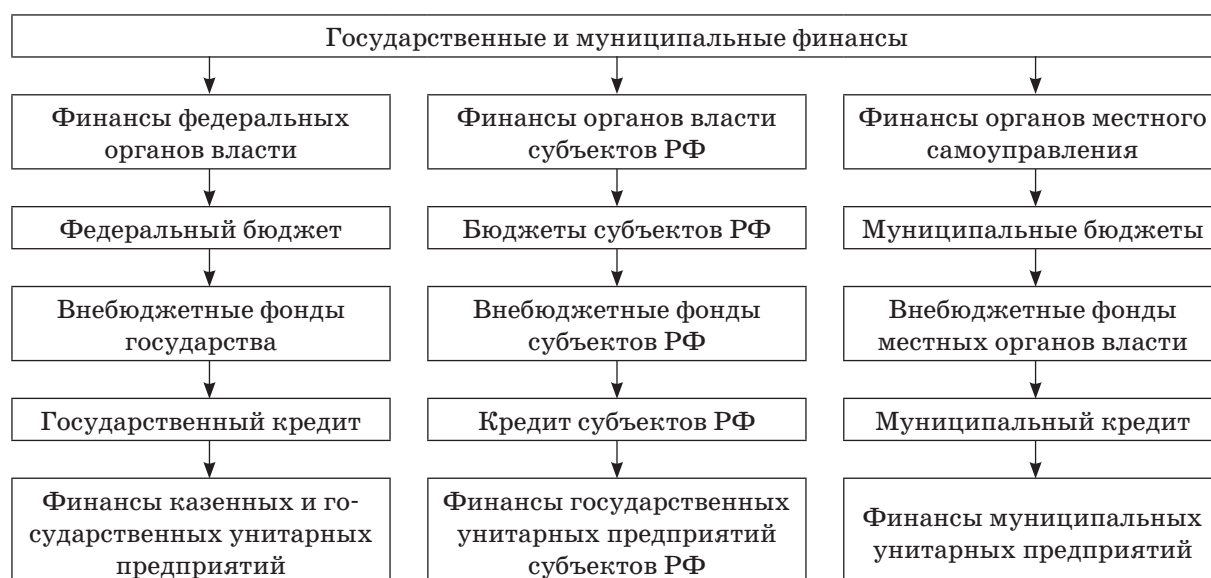 Государственные и муниципальные финансы
Финансы федеральных
органов власти
Финансы органов власти
субъектов РФ
Финансы органов местного
самоуправления
Федеральный бюджет
Бюджеты субъектов РФ
Муниципальные бюджеты
Внебюджетные фонды
государства
Внебюджетные фонды
субъектов РФ
Внебюджетные фонды
местных органов власти
Государственный кредит
Кредит субъектов РФ
Муниципальный кредит
Финансы казенных и го-
сударственных унитарных
предприятий
Финансы государственных
унитарных предприятий
субъектов РФ
Финансы муниципальных
унитарных предприятий